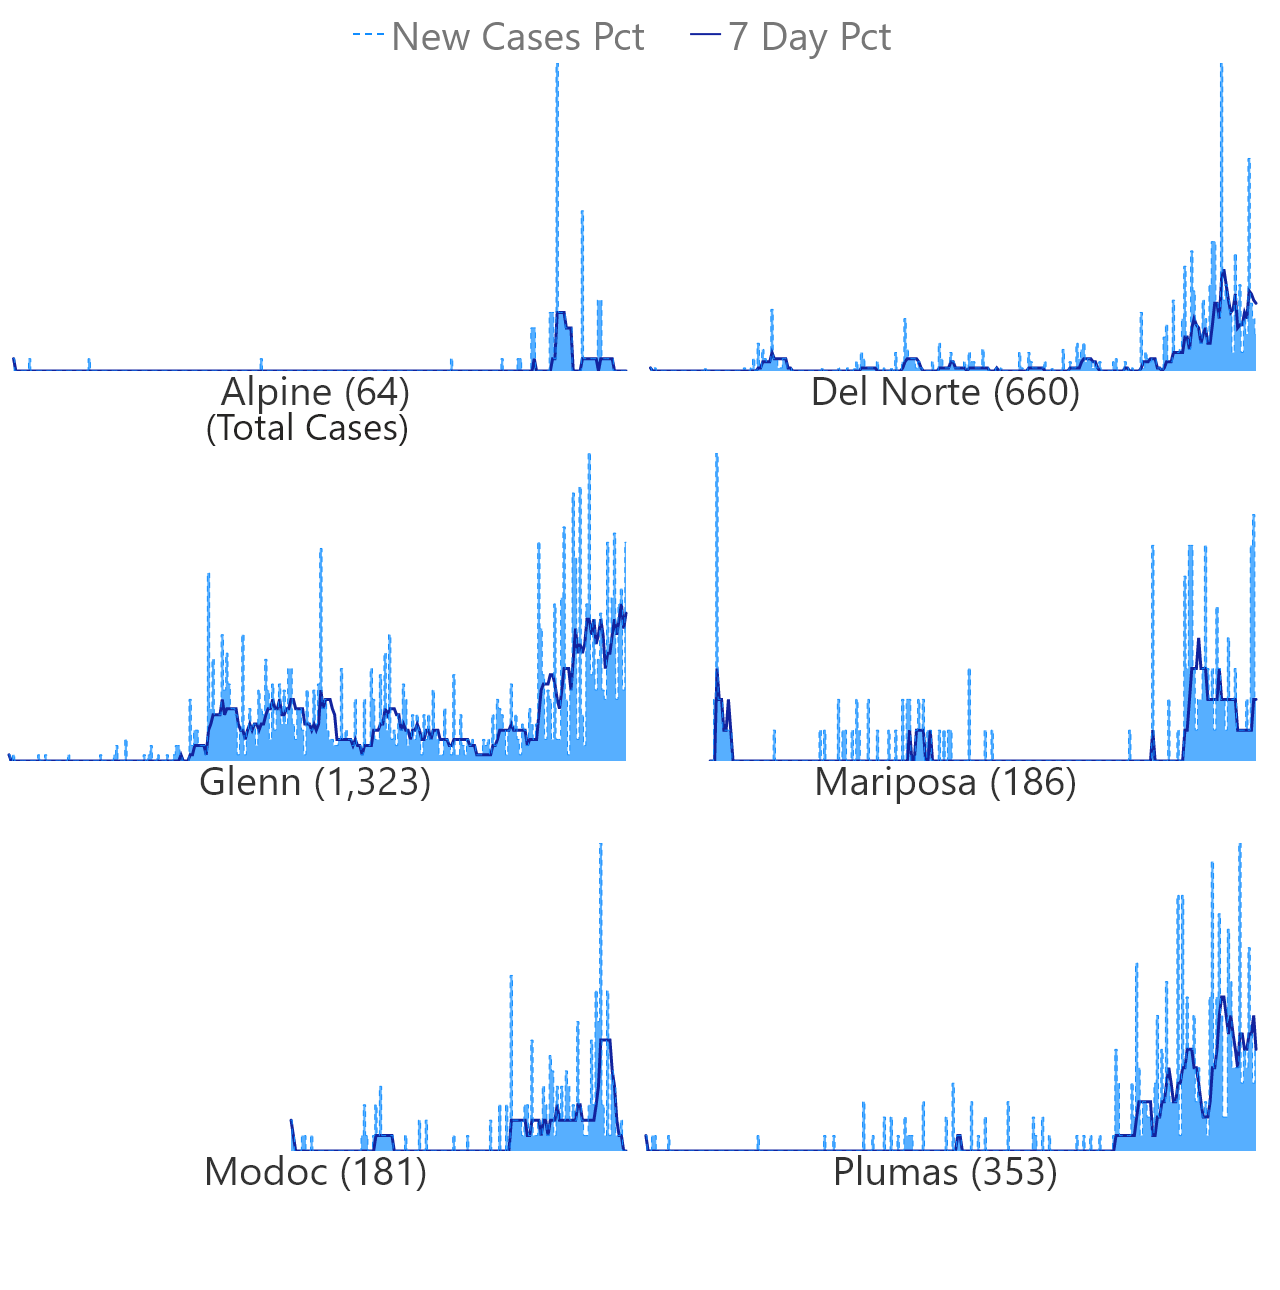 New Cases Pct 7 Day Pct
Alpine (64) Del Norte (660)
(Total Cases)
Glenn (1,323) Mariposa (186)
Modoc (181) Plumas (353)